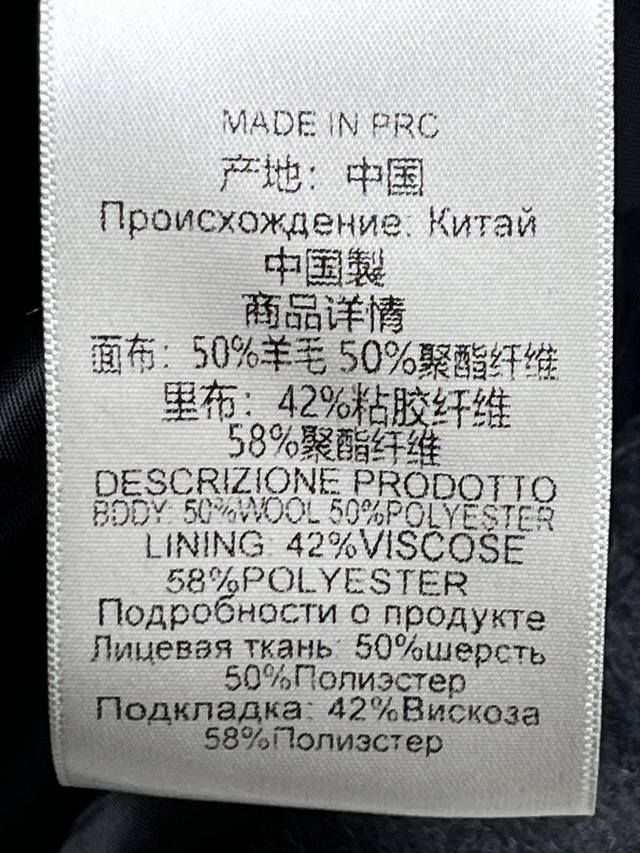 MADE IN PRC
产地：中国
Происхождение: Китай
中国製
商品详情
面布：50%羊毛 50%聚酯纤维
里布：42%粘胶纤维
58%聚酯纤维
DESCRIZIONE PRODOTTO
BODY: 50%WOOL 50%POLYESTER
LINING: 42%VISCOSE
58%POLYESTER
Подробности о продукте
Лицевая ткань: 50%шерсть
50%Полиэстер
Подкладка: 42%Вискоза
58%Полиэстер